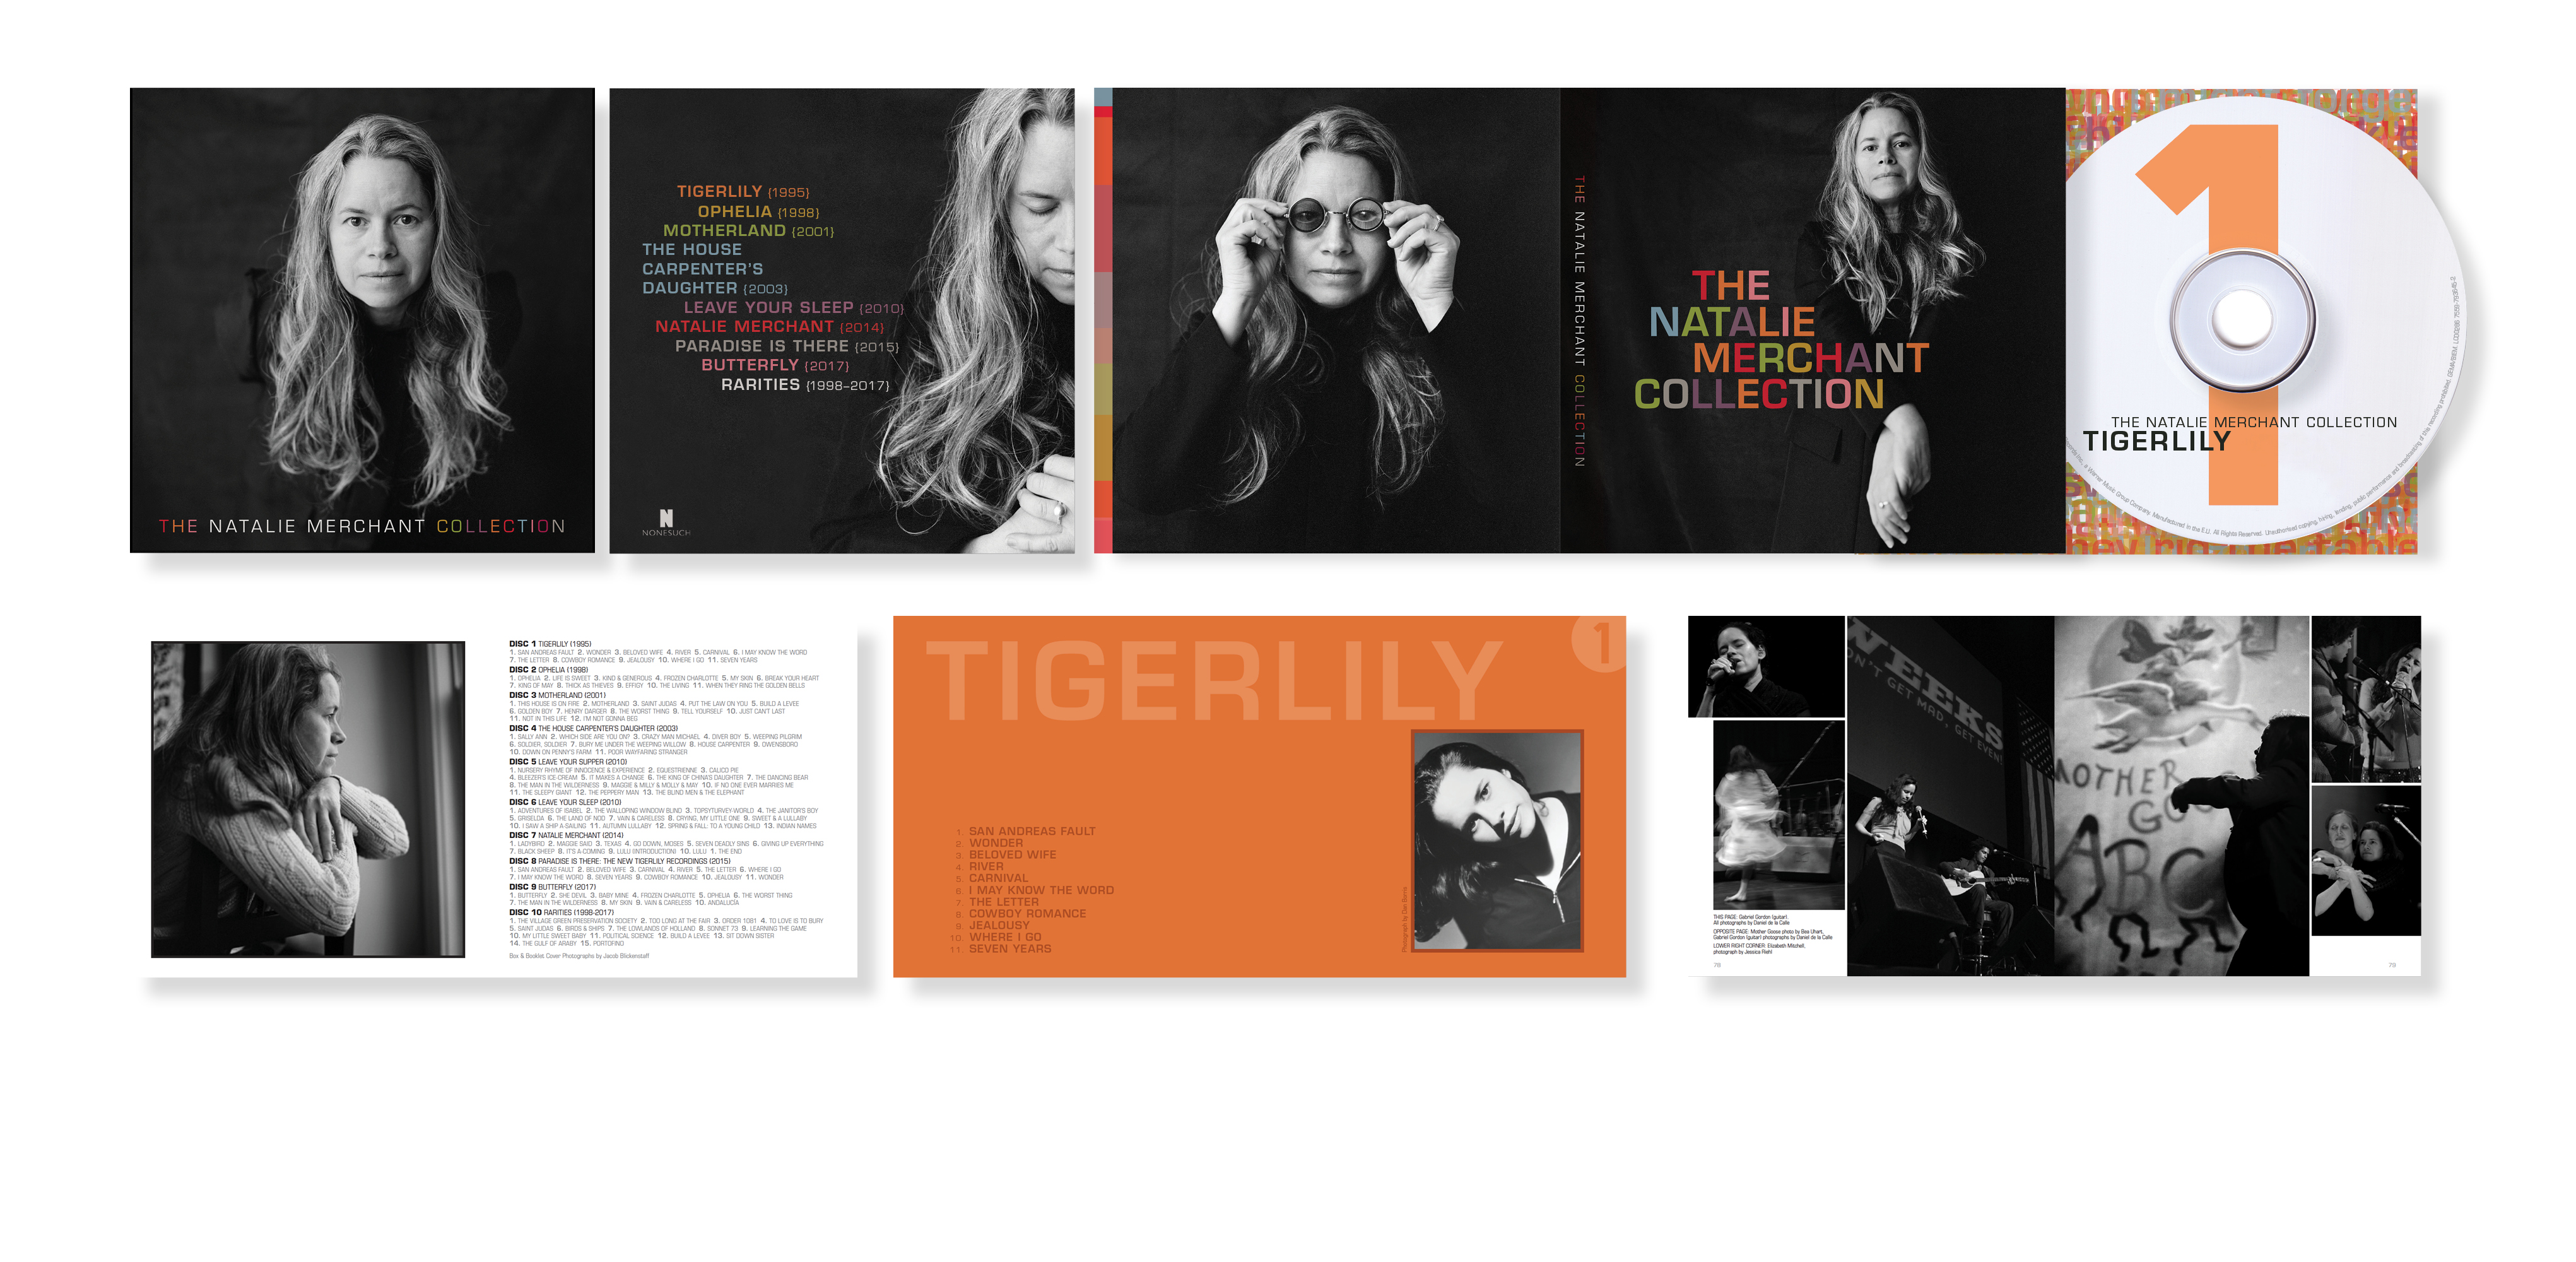 THE NATALIE MERCHANT COLLECTION
TIGERLILY {1995}
OPHELIA {1998}
MOTHERLAND {2001}
THE HOUSE
CARPENTER'S
DAUGHTER {2003}
LEAVE YOUR SLEEP {2010}
NATALIE MERCHANT {2014}
PARADISE IS THERE {2015}
BUTTERFLY {2017}
RARITIES {1998–2017}
N
NONESUCH
THE NATALIE MERCHANT COLLECTION
THE
NATALIE
MERCHANT
COLLECTION
1
THE NATALIE MERCHANT COLLECTION
TIGERLILY
a Warner Music Group Company. Manufactured in the E.U. All Rights Reserved. Unauthorised copying, hiring, lending, public performance and broadcasting of this recording prohibited.
DISC 1 TIGERLILY (1995)
1. SAN ANDREAS FAULT 2. WONDER 3. BELOVED WIFE 4. RIVER 5. CARNIVAL 6. I MAY KNOW THE WORD
7. THE LETTER 8. COWBOY ROMANCE 9. JEALOUSY 10. WHERE I GO 11. SEVEN YEARS
DISC 2 OPHELIA (1998)
1. OPHELIA 2. LIFE IS SWEET 3. KIND & GENEROUS 4. FROZEN CHARLOTTE 5. MY SKIN 6. BREAK YOUR HEART
7. KING OF MAY 8. THICK AS THIEVES 9. EFFIGY 10. THE LIVING 11. WHEN THEY RING THE GOLDEN BELLS
DISC 3 MOTHERLAND (2001)
1. THIS HOUSE IS ON FIRE 2. MOTHERLAND 3. SAINT JUDAS 4. PUT THE LAW ON YOU 5. BUILD A LEVEE
6. GOLDEN BOY 7. HENRY DARGER 8. THE WORST THING 9. TELL YOURSELF 10. JUST CAN'T LAST
11. NOT IN THIS LIFE 12. I'M NOT GONNA BEG
DISC 4 THE HOUSE CARPENTER'S DAUGHTER (2003)
1. SALLY ANN 2. WHICH SIDE ARE YOU ON? 3. CRAZY MAN MICHAEL 4. DIVER BOY 5. WEEPING PILGRIM
6. SOLDIER, SOLDIER 7. BURY ME UNDER THE WEEPING WILLOW 8. HOUSE CARPENTER 9. OWENSBORO
10. DOWN ON PENNY'S FARM 11. POOR WAYFARING STRANGER
DISC 5 LEAVE YOUR SUPPER (2010)
1. NURSERY RHYME OF INNOCENCE & EXPERIENCE 2. EQUESTRIENNE 3. CALICO PIE
4. BLEEZER'S ICE-CREAM 5. IT MAKES A CHANGE 6. THE KING OF CHINA'S DAUGHTER 7. THE DANCING BEAR
8. THE MAN IN THE WILDERNESS 9. MAGGIE & MILLY & MOLLY & MAY 10. IF NO ONE EVER MARRIES ME
11. THE SLEEPY GIANT 12. THE PEPPERY MAN 13. THE BLIND MEN & THE ELEPHANT
DISC 6 LEAVE YOUR SLEEP (2010)
1. ADVENTURES OF ISABEL 2. THE WALLOPING WINDOW BLIND 3. TOPSYTURVEY-WORLD 4. THE JANITOR'S BOY
5. GRISELDA 6. THE LAND OF NOD 7. VAIN & CARELESS 8. CRYING, MY LITTLE ONE 9. SWEET & A LULLABY
10. I SAW A SHIP A-SAILING 11. AUTUMN LULLABY 12. SPRING & FALL: TO A YOUNG CHILD 13. INDIAN NAMES
DISC 7 NATALIE MERCHANT (2014)
1. LADYBIRD 2. MAGGIE SAID 3. TEXAS 4. GO DOWN, MOSES 5. SEVEN DEADLY SINS 6. GIVING UP EVERYTHING
7. BLACK SHEEP 8. IT'S A-COMING 9. LULU (INTRODUCTION) 10. LULU 1. THE END
DISC 8 PARADISE IS THERE: THE NEW TIGERLILY RECORDINGS (2015)
1. SAN ANDREAS FAULT 2. BELOVED WIFE 3. CARNIVAL 4. RIVER 5. THE LETTER 6. WHERE I GO
7. I MAY KNOW THE WORD 8. SEVEN YEARS 9. COWBOY ROMANCE 10. JEALOUSY 11. WONDER
DISC 9 BUTTERFLY (2017)
1. BUTTERFLY 2. SHE DEVIL 3. BABY MINE 4. FROZEN CHARLOTTE 5. OPHELIA 6. THE WORST THING
7. THE MAN IN THE WILDERNESS 8. MY SKIN 9. VAIN & CARELESS 10. ANDALUCÍA
DISC 10 RARITIES (1998-2017)
1. THE VILLAGE GREEN PRESERVATION SOCIETY 2. TOO LONG AT THE FAIR 3. ORDER 1081 4. TO LOVE IS TO BURY
5. SAINT JUDAS 6. BIRDS & SHIPS 7. THE LOWLANDS OF HOLLAND 8. SONNET 73 9. LEARNING THE GAME
10. MY LITTLE SWEET BABY 11. POLITICAL SCIENCE 12. BUILD A LEVEE 13. SIT DOWN SISTER
14. THE GULF OF ARABY 15. PORTOFINO
Box & Booklet Cover Photographs by Jacob Blickenstaff
TIGERLILY
1
1. SAN ANDREAS FAULT
2. WONDER
3. BELOVED WIFE
4. RIVER
5. CARNIVAL
6. I MAY KNOW THE WORD
7. THE LETTER
8. COWBOY ROMANCE
9. JEALOUSY
10. WHERE I GO
11. SEVEN YEARS
WEEKS
ON'T GET MAD, GET EVEN
MOTHER
GO
ABC
THIS PAGE: Gabriel Gordon (guitar).
All photographs by Daniel de la Calle
OPPOSITE PAGE: Mother Goose photo by Bea Uhart,
Gabriel Gordon (guitar) photographs by Daniel de la Calle
LOWER RIGHT CORNER: Elizabeth Mitchell,
photograph by Jessica Riehl
78
79